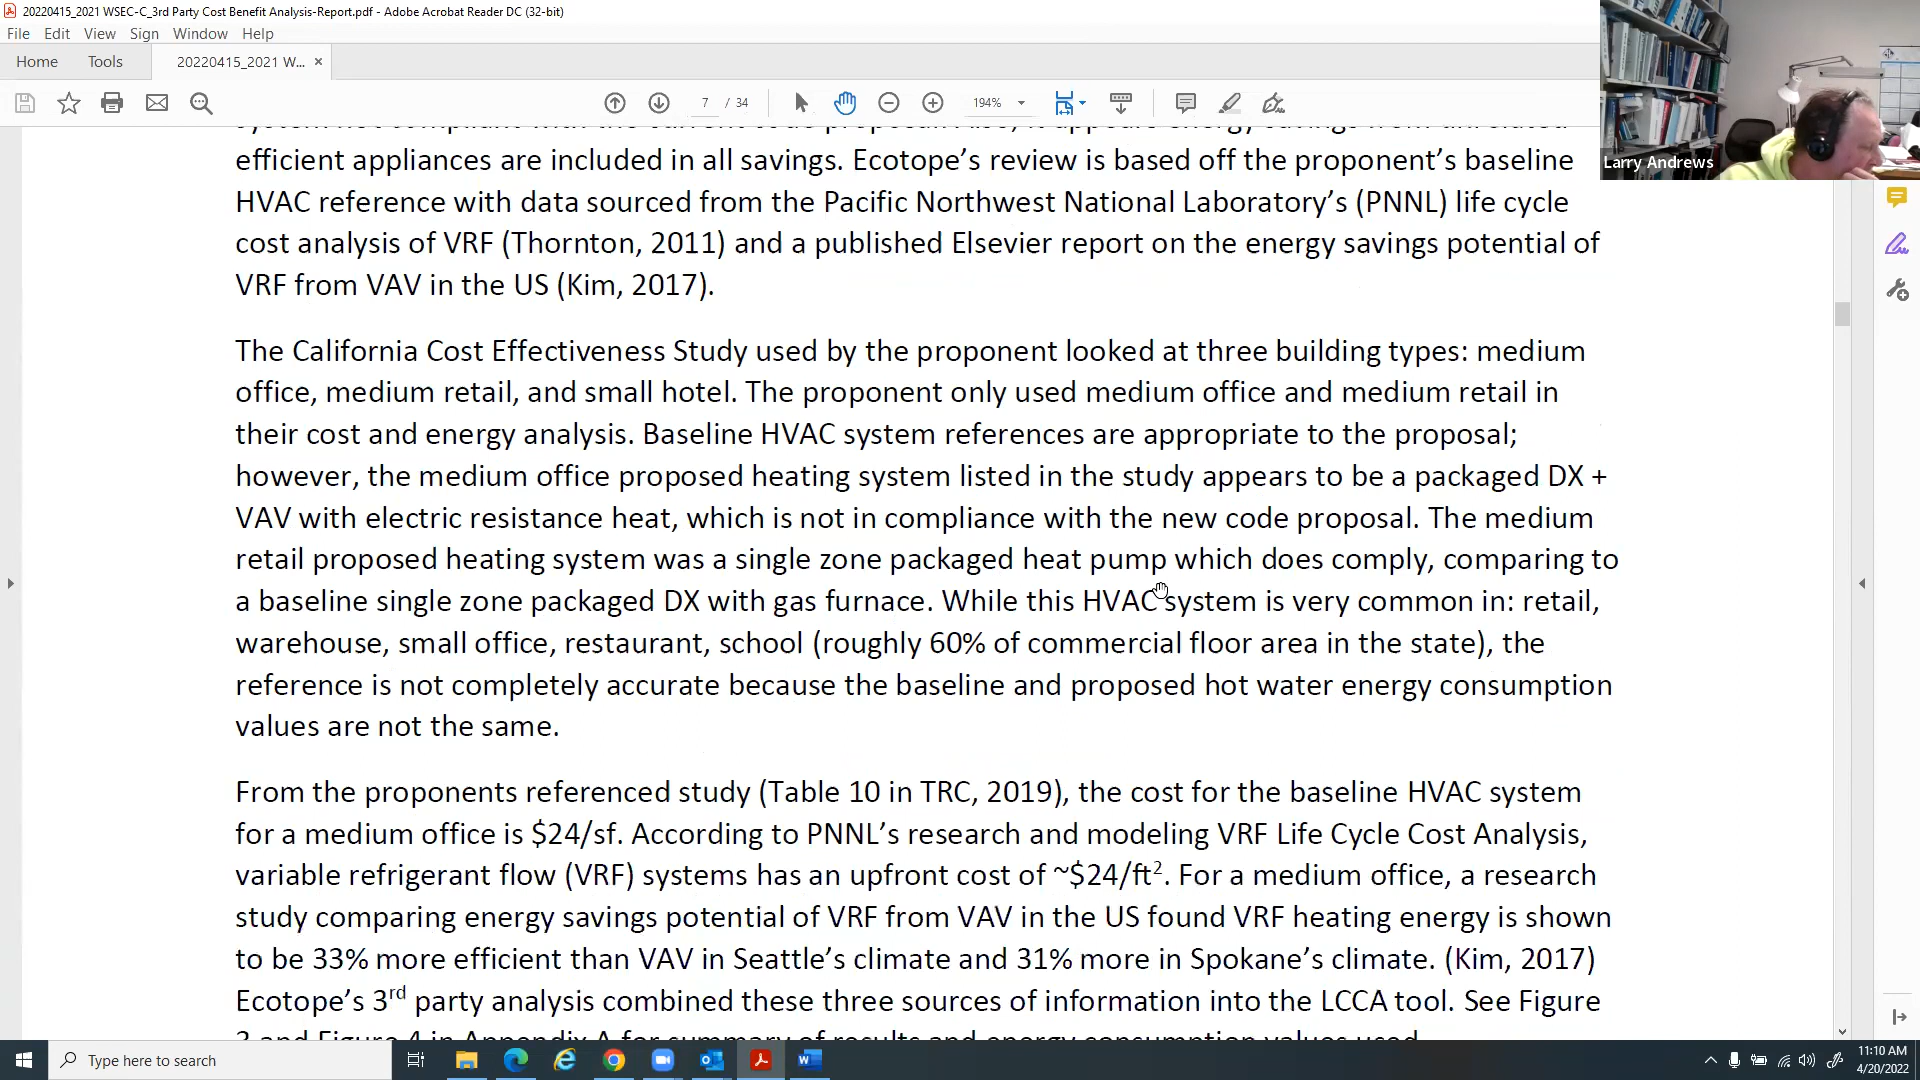 20220415_2021 WSEC-C_3rd Party Cost Benefit Analysis-Report.pdf - Adobe Acrobat Reader DC (32-bit)
File Edit View Sign Window Help
Home Tools 20220415_2021 W... ×
7 / 34 194%
Larry Andrews
efficient appliances are included in all savings. Ecotope’s review is based off the proponent’s baseline
HVAC reference with data sourced from the Pacific Northwest National Laboratory’s (PNNL) life cycle
cost analysis of VRF (Thornton, 2011) and a published Elsevier report on the energy savings potential of
VRF from VAV in the US (Kim, 2017).
The California Cost Effectiveness Study used by the proponent looked at three building types: medium
office, medium retail, and small hotel. The proponent only used medium office and medium retail in
their cost and energy analysis. Baseline HVAC system references are appropriate to the proposal;
however, the medium office proposed heating system listed in the study appears to be a packaged DX +
VAV with electric resistance heat, which is not in compliance with the new code proposal. The medium
retail proposed heating system was a single zone packaged heat pump which does comply, comparing to
a baseline single zone packaged DX with gas furnace. While this HVAC system is very common in: retail,
warehouse, small office, restaurant, school (roughly 60% of commercial floor area in the state), the
reference is not completely accurate because the baseline and proposed hot water energy consumption
values are not the same.
From the proponents referenced study (Table 10 in TRC, 2019), the cost for the baseline HVAC system
for a medium office is $24/sf. According to PNNL’s research and modeling VRF Life Cycle Cost Analysis,
variable refrigerant flow (VRF) systems has an upfront cost of ~$24/ft². For a medium office, a research
study comparing energy savings potential of VRF from VAV in the US found VRF heating energy is shown
to be 33% more efficient than VAV in Seattle’s climate and 31% more in Spokane’s climate. (Kim, 2017)
Ecotope’s 3rd party analysis combined these three sources of information into the LCCA tool. See Figure
3 and Figure 4 in Appendix A for summary of results and energy consumption values used
Type here to search
11:10 AM
4/20/2022